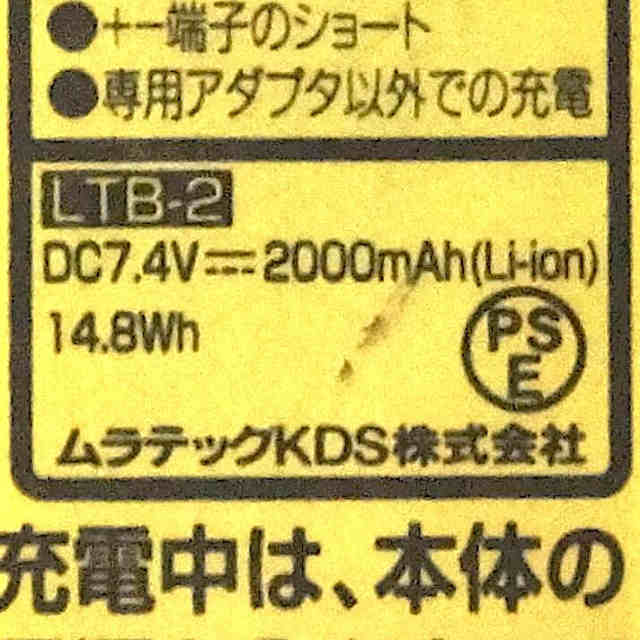 ●＋－端子のショート
●専用アダプタ以外での充電
LTB-2
DC7.4V⎓2000mAh(Li-ion)
14.8Wh
PS
E
ムラテックKDS株式会社
充電中は、本体の